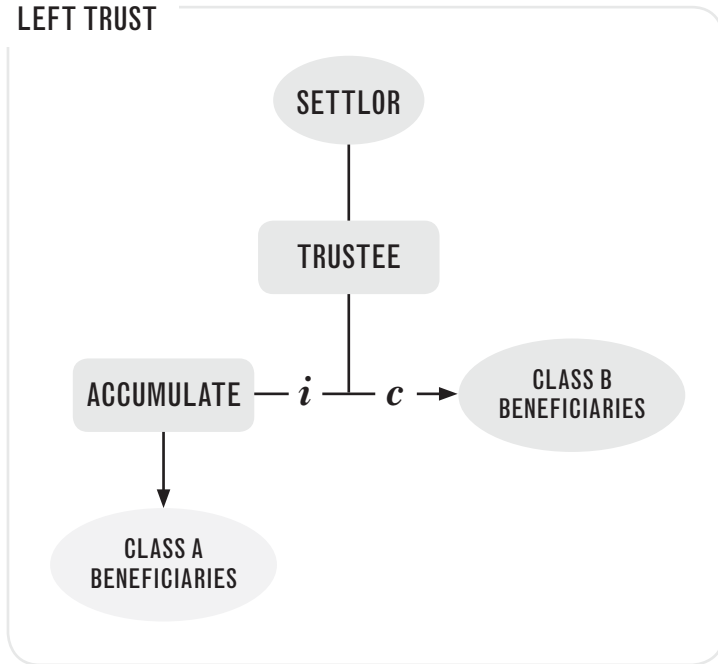 LEFT TRUST
SETTLOR
TRUSTEE
ACCUMULATE
i
c
CLASS B
BENEFICIARIES
CLASS A
BENEFICIARIES